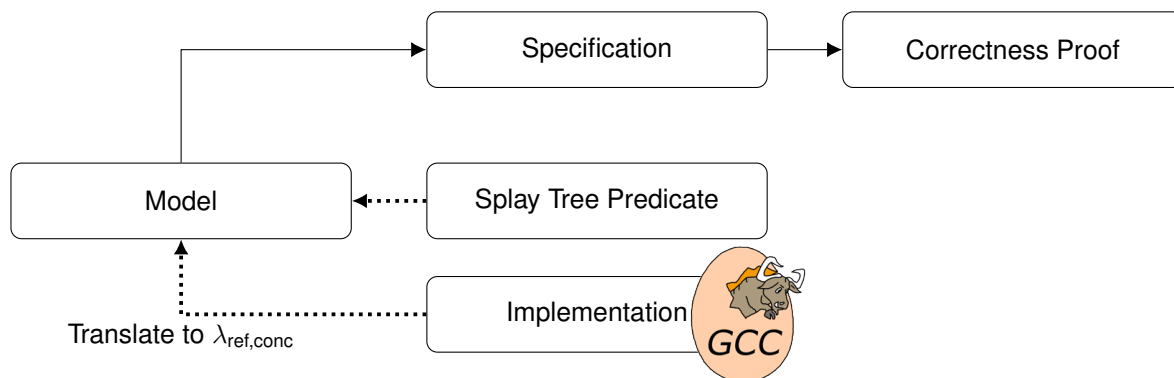 Specification
Correctness Proof
Model
Splay Tree Predicate
Implementation
GCC
Translate to λref,conc